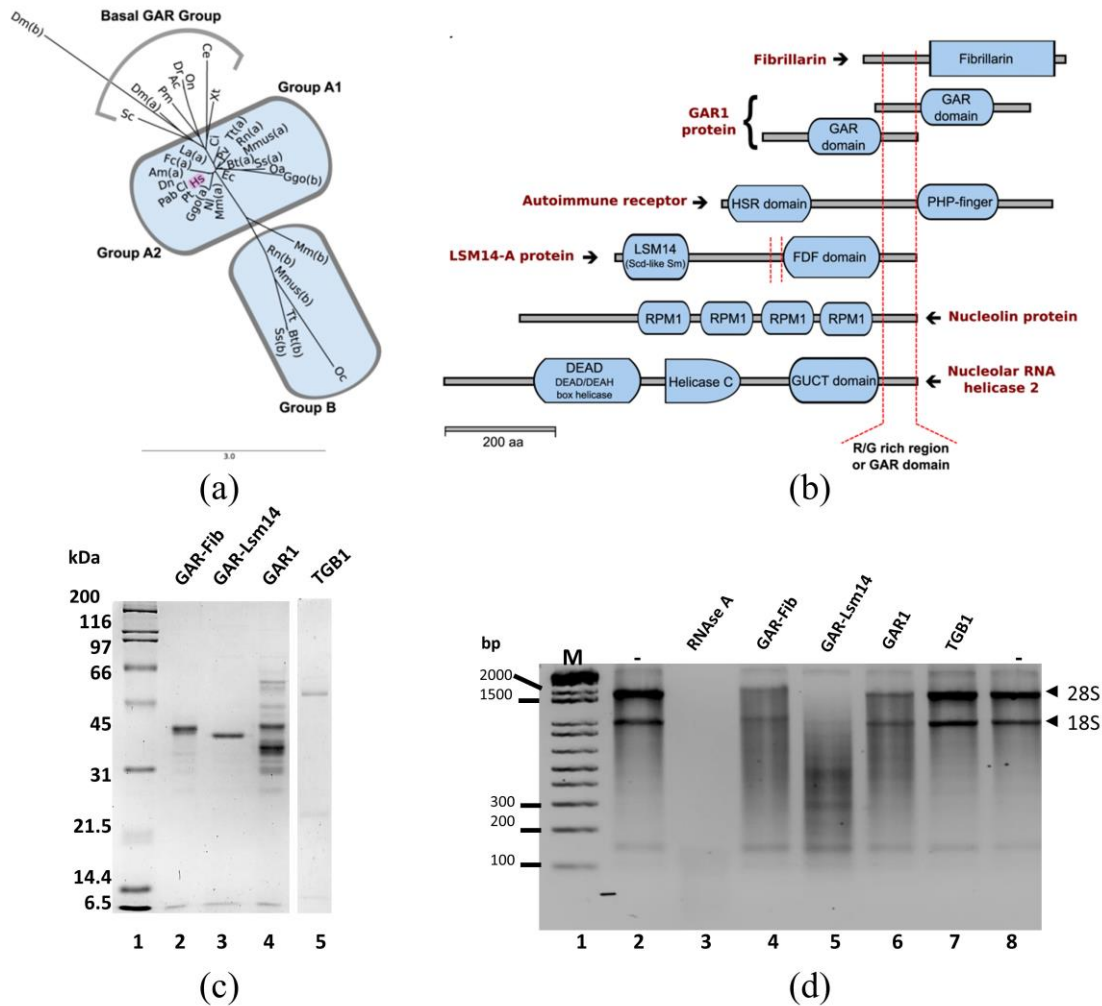 Basal GAR Group
Dm(b)
Ce
On
Dr
Ac
Pm
Dm(a)
Sc
Xt
Group A1
Ci
Tt(a)
Rn(a)
Py
Mmus(a)
La(a)
Bt(a)
Ss(a)
Fc(a)
Ec
Oa
Am(a)
Ggo(b)
Dn
Cl
Hs
Pab
Pt
Ggo(a)
Nl
Mm(a)
Group A2
Mm(b)
Rn(b)
Mmus(b)
Tt
Bt(b)
Ss(b)
Oc
Group B
3.0
(a)
Fibrillarin
Fibrillarin
GAR1
protein
GAR
domain
GAR
domain
Autoimmune receptor
HSR domain
PHP-finger
LSM14-A protein
LSM14
(Scd-like Sm)
FDF domain
RPM1 RPM1 RPM1 RPM1
Nucleolin protein
DEAD
DEAD/DEAH
box helicase
Helicase C
GUCT domain
Nucleolar RNA
helicase 2
200 aa
R/G rich region
or GAR domain
(b)
kDa
GAR-Fib
GAR-Lsm14
GAR1
TGB1
200
116
97
66
45
31
21.5
14.4
6.5
1 2 3 4 5
(c)
bp
M
-
RNAse A
GAR-Fib
GAR-Lsm14
GAR1
TGB1
-
2000
1500
300
200
100
28S
18S
1 2 3 4 5 6 7 8
(d)